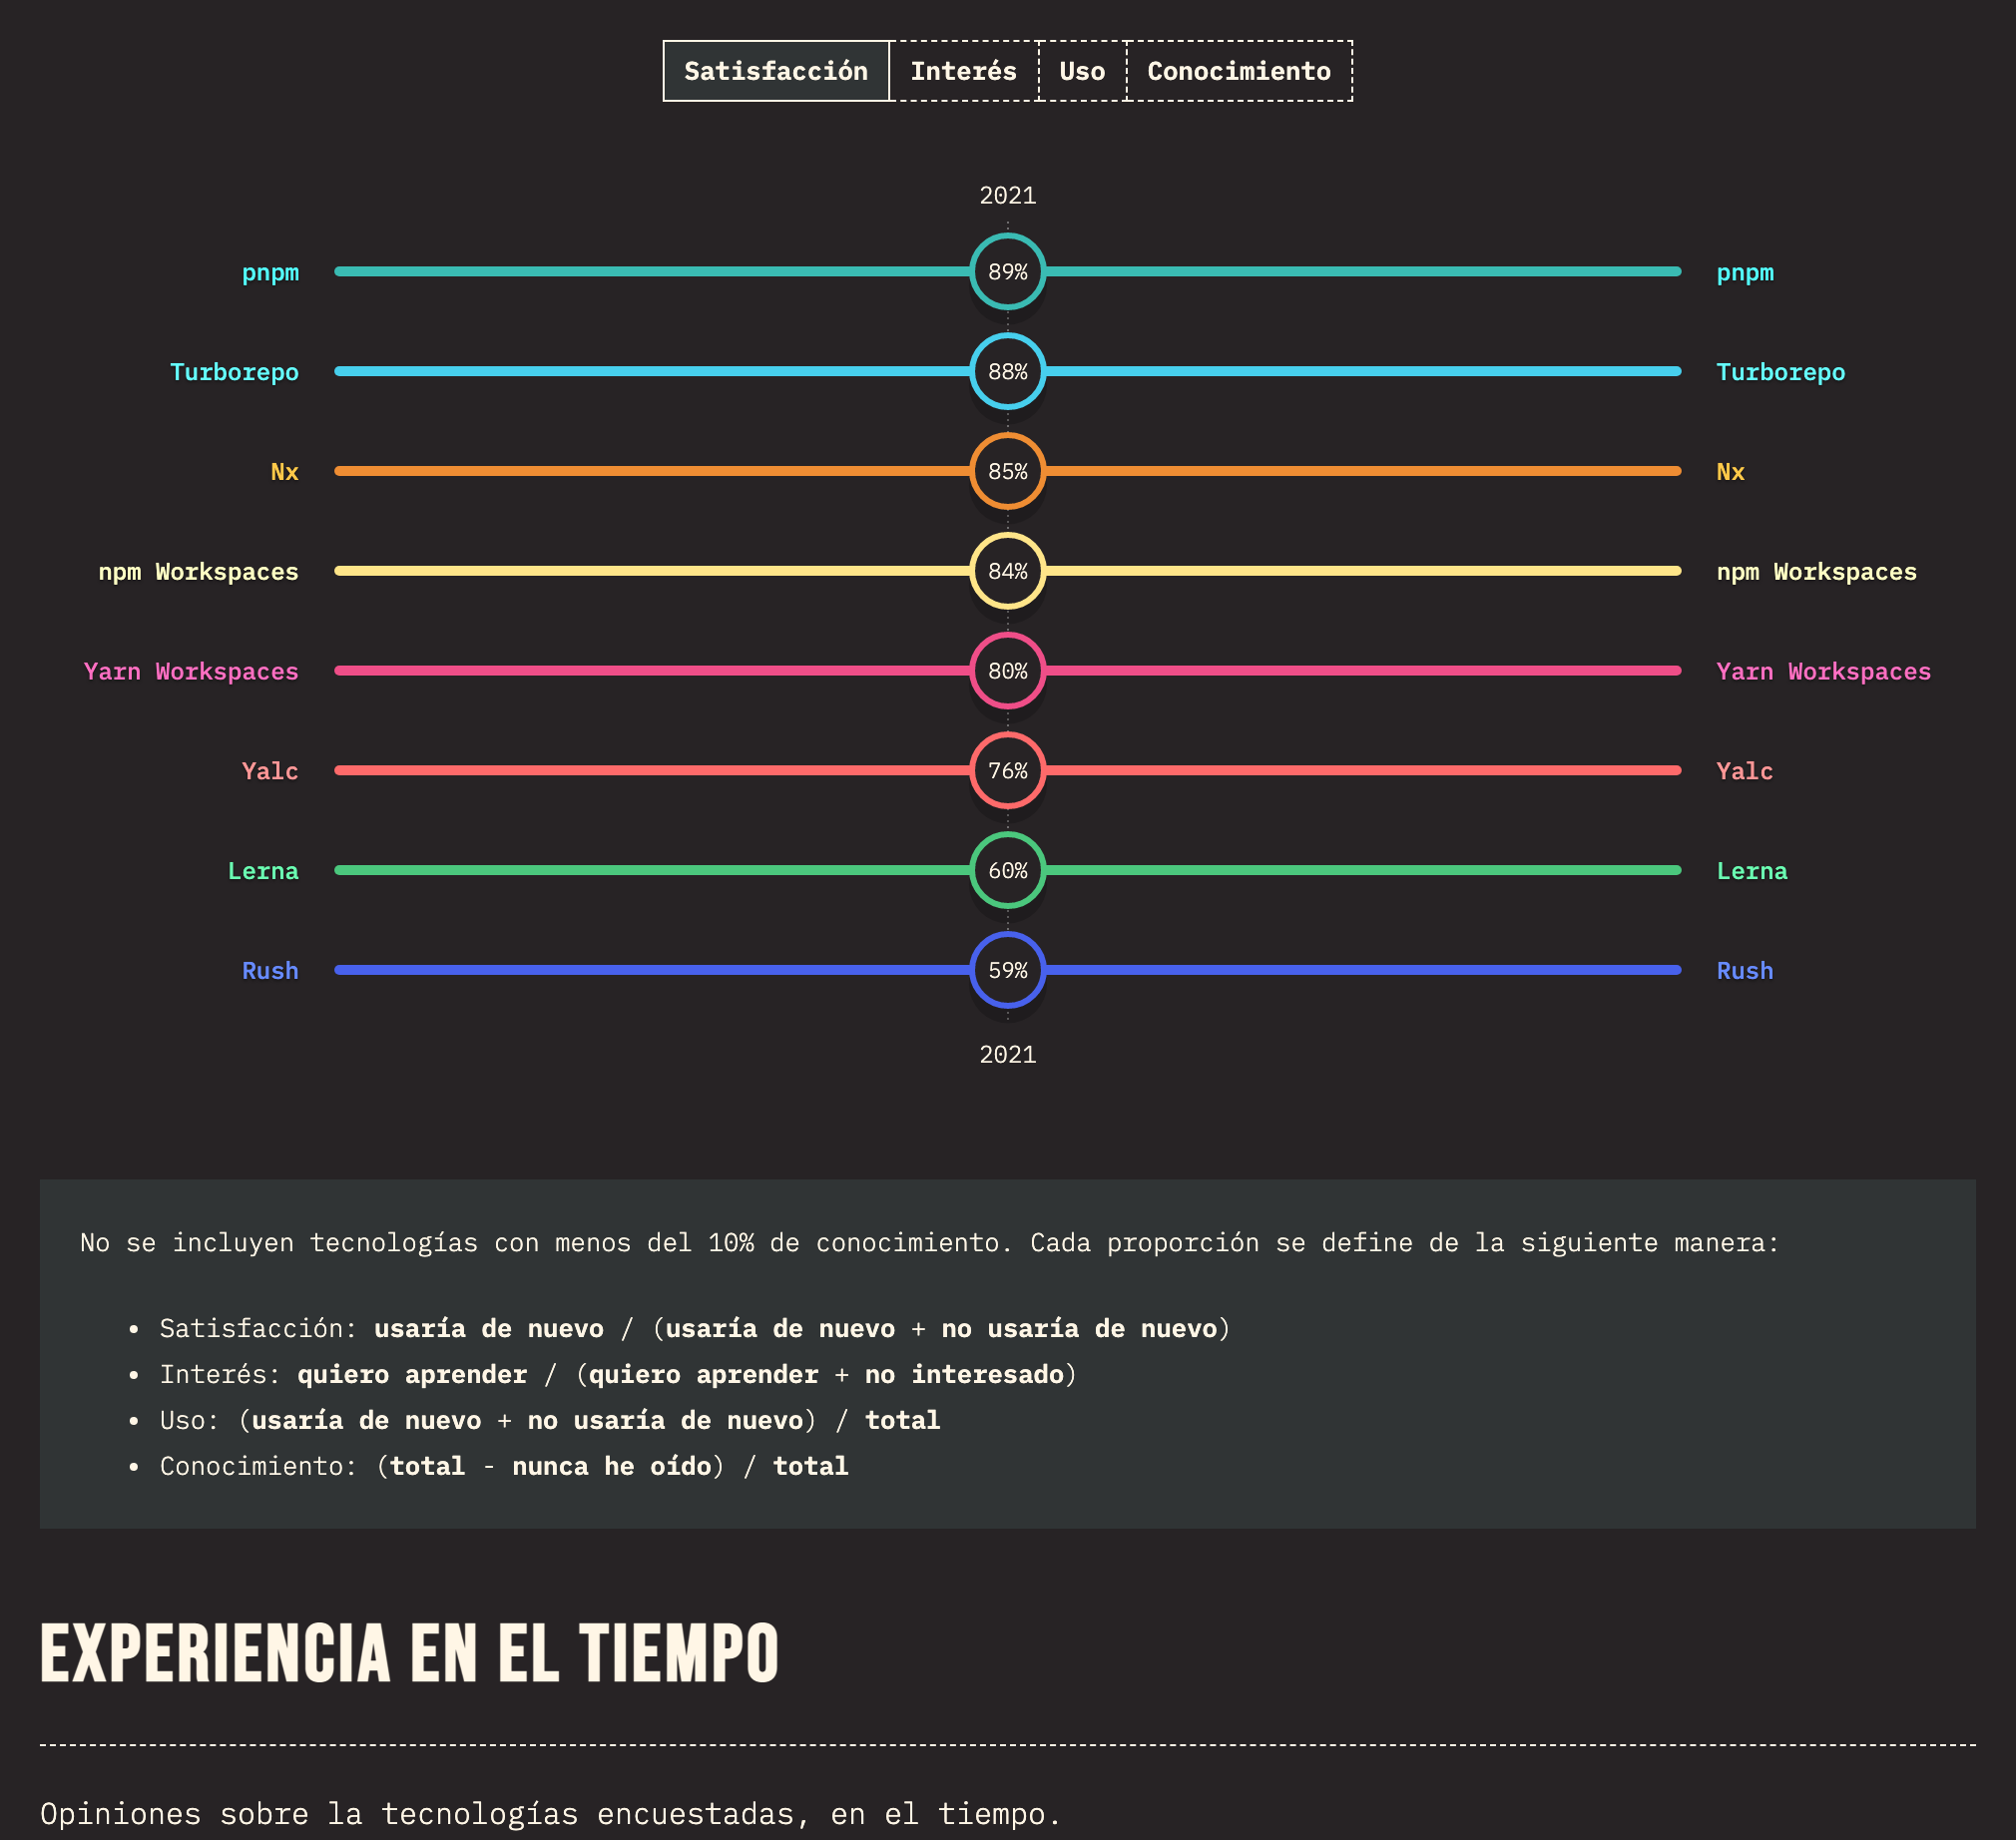 Satisfacción Interés Uso Conocimiento
2021
pnpm 89% pnpm
Turborepo 88% Turborepo
Nx 85% Nx
npm Workspaces 84% npm Workspaces
Yarn Workspaces 80% Yarn Workspaces
Yalc 76% Yalc
Lerna 60% Lerna
Rush 59% Rush
2021
No se incluyen tecnologías con menos del 10% de conocimiento. Cada proporción se define de la siguiente manera:
• Satisfacción: usaría de nuevo / (usaría de nuevo + no usaría de nuevo)
• Interés: quiero aprender / (quiero aprender + no interesado)
• Uso: (usaría de nuevo + no usaría de nuevo) / total
• Conocimiento: (total - nunca he oído) / total
EXPERIENCIA EN EL TIEMPO
Opiniones sobre la tecnologías encuestadas, en el tiempo.